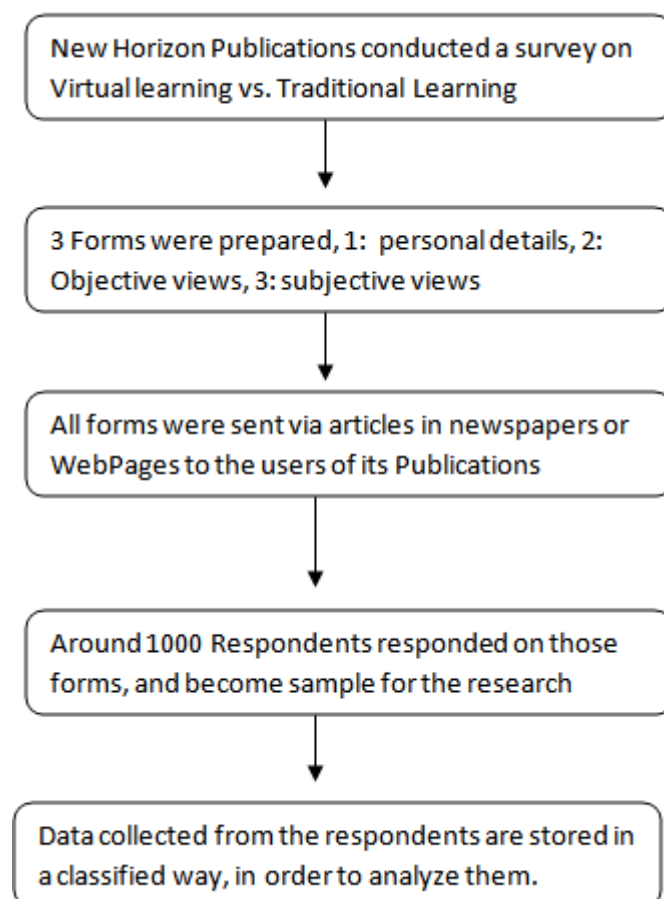 New Horizon Publications conducted a survey on
Virtual learning vs. Traditional Learning
3 Forms were prepared, 1: personal details, 2:
Objective views, 3: subjective views
All forms were sent via articles in newspapers or
WebPages to the users of its Publications
Around 1000 Respondents responded on those
forms, and become sample for the research
Data collected from the respondents are stored in
a classified way, in order to analyze them.